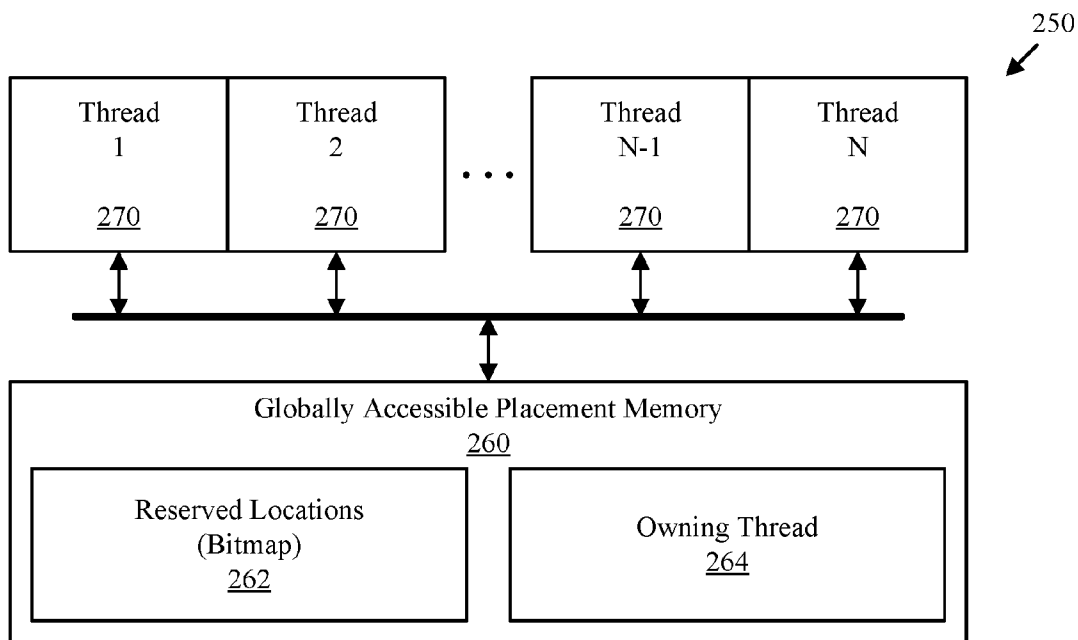 250
Thread
1
270
Thread
2
270
. . .
Thread
N-1
270
Thread
N
270
Globally Accessible Placement Memory
260
Reserved Locations
(Bitmap)
262
Owning Thread
264